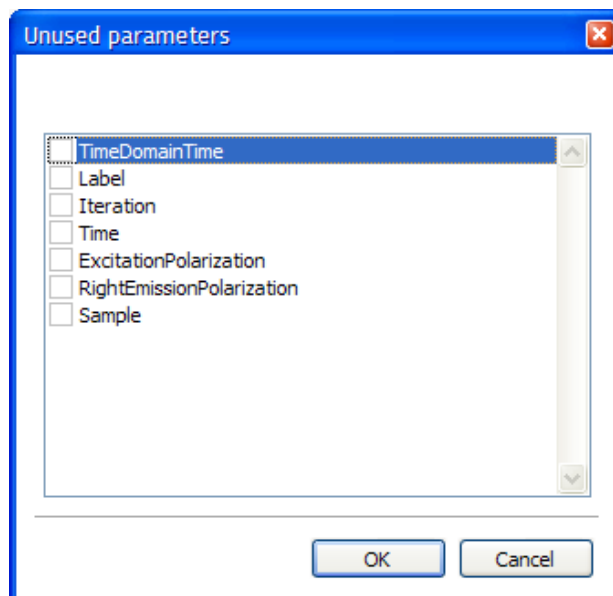 Unused parameters
TimeDomainTime
Label
Iteration
Time
ExcitationPolarization
RightEmissionPolarization
Sample
OK Cancel